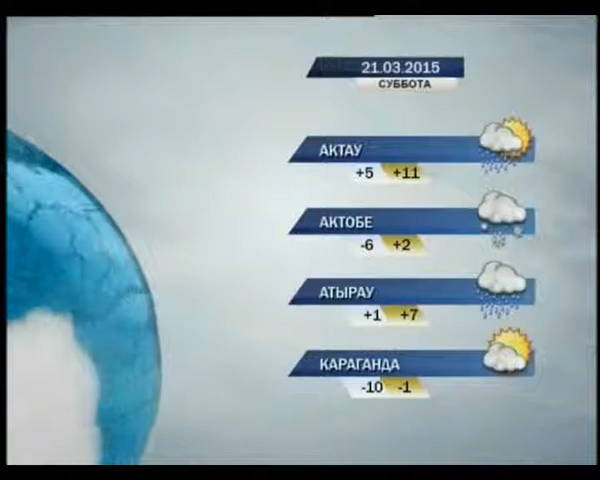 21.03.2015
СУББОТА
АКТАУ
+5 +11
АКТОБЕ
-6 +2
АТЫРАУ
+1 +7
КАРАГАНДА
-10 -1